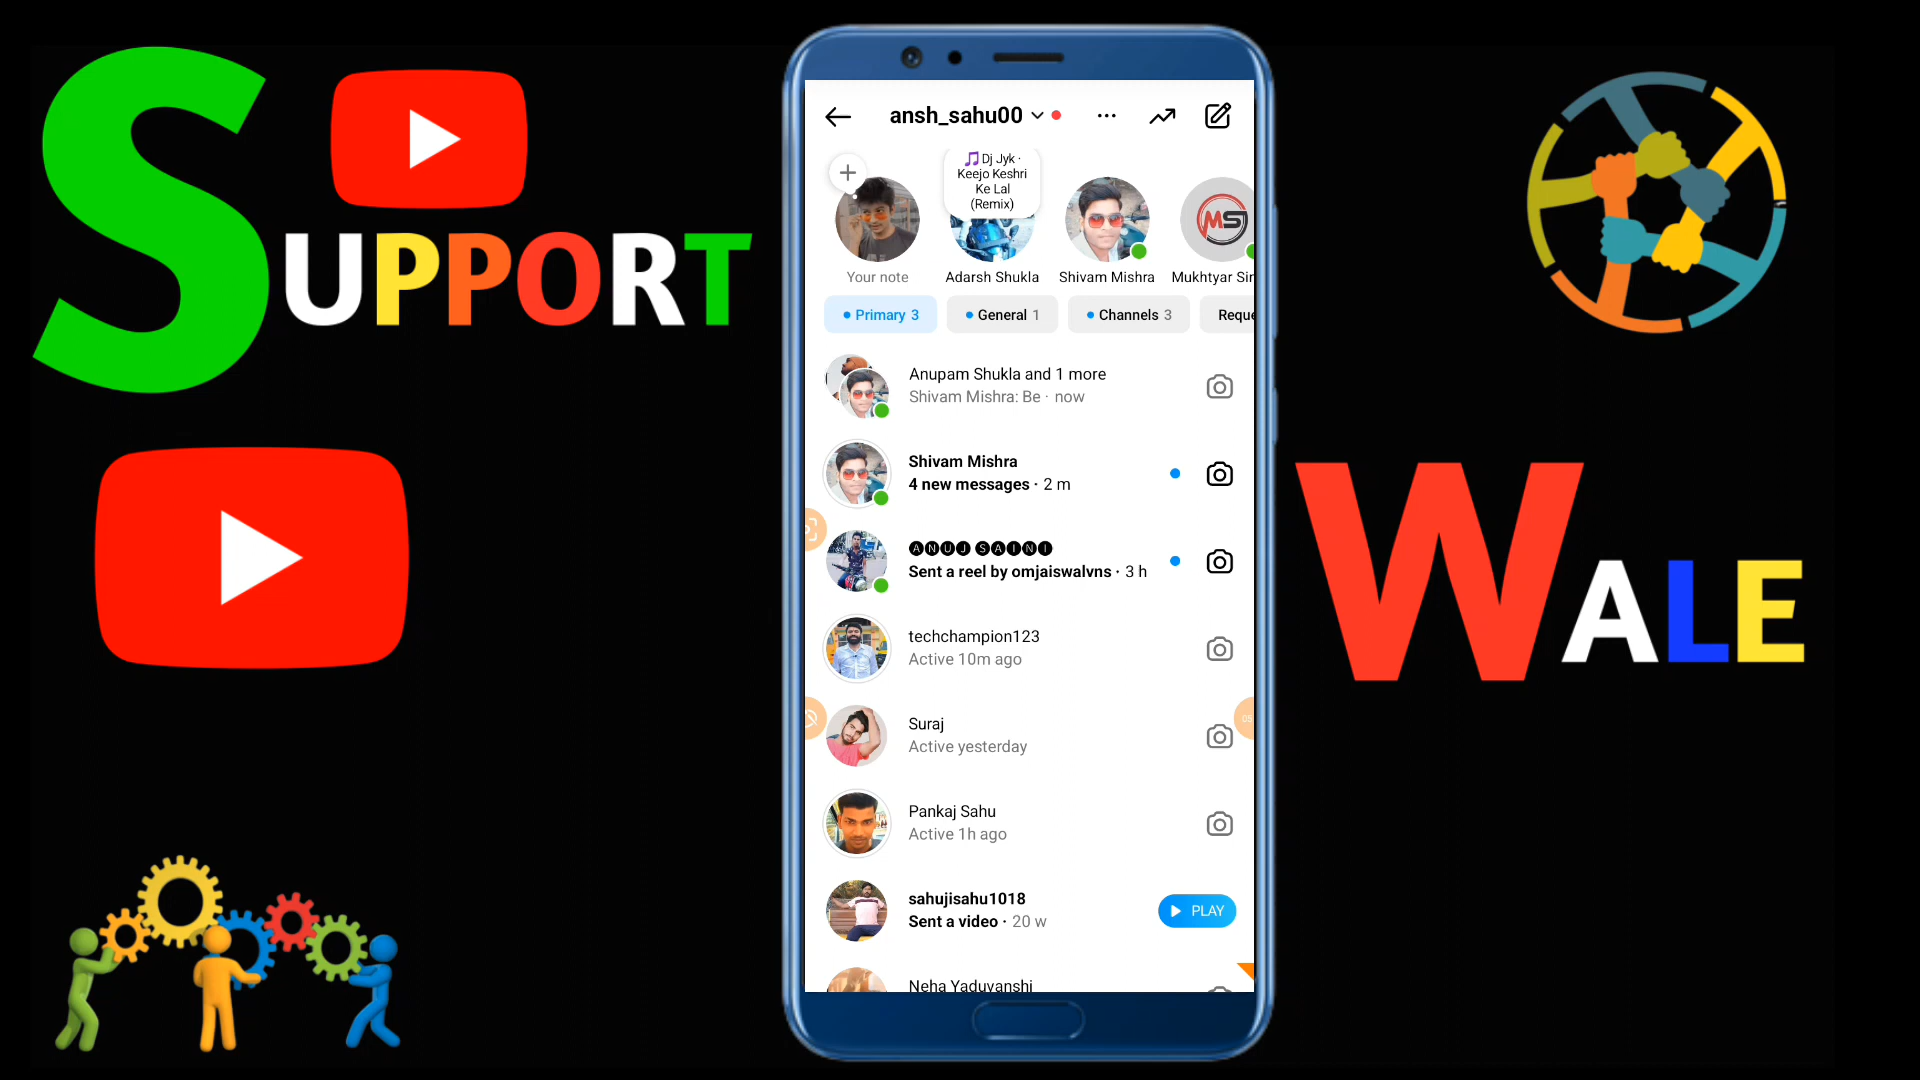 SUPPORT
WALE
ansh_sahu00
🎵Dj Jyk ·
Keejo Keshri
Ke Lal
(Remix)
MS
Your note
Adarsh Shukla
Shivam Mishra
Mukhtyar Sin
Primary 3
General 1
Channels 3
Reque
Anupam Shukla and 1 more
Shivam Mishra: Be · now
Shivam Mishra
4 new messages · 2 m
🅐🅝🅤🅙 🅢🅐🅘🅝🅘
Sent a reel by omjaiswalvns · 3 h
techchampion123
Active 10m ago
Suraj
Active yesterday
Pankaj Sahu
Active 1h ago
sahujisahu1018
Sent a video · 20 w
PLAY
Neha Yaduvanshi